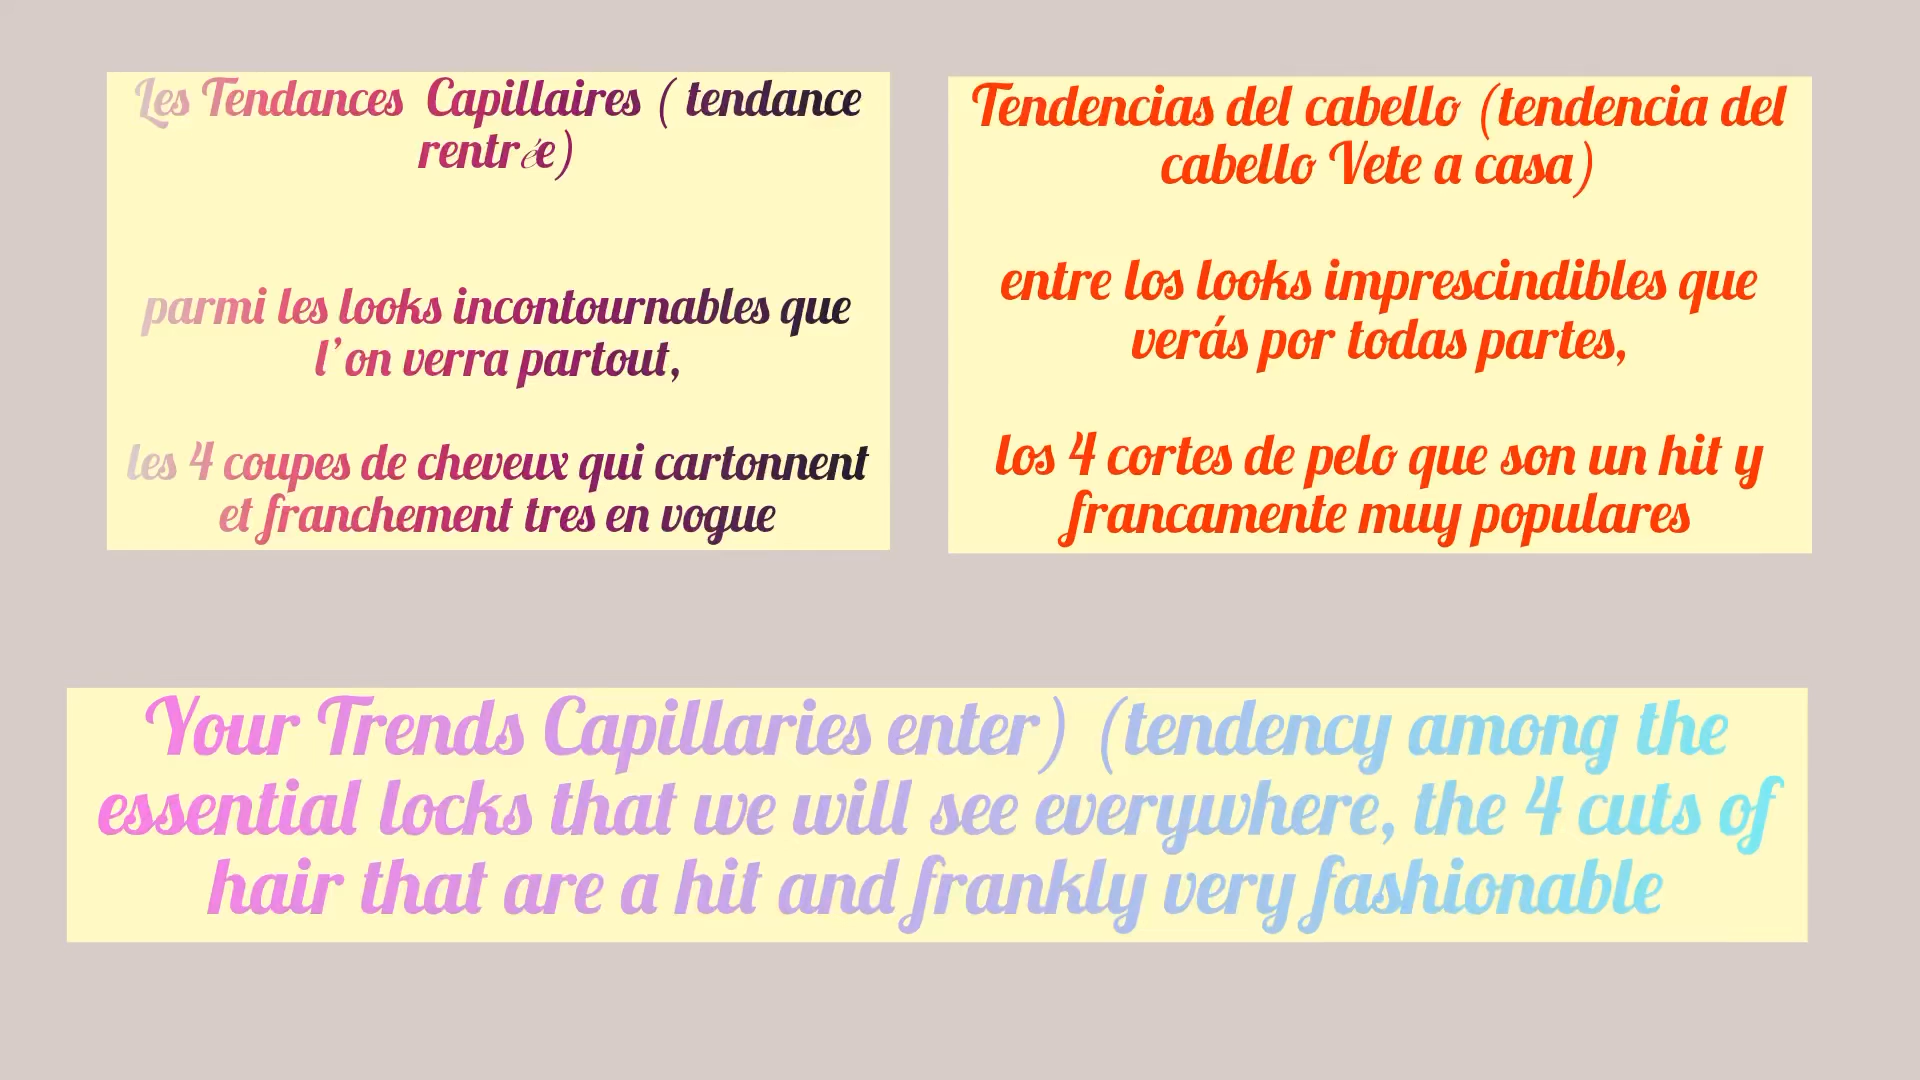 Les Tendances Capillaires ( tendance
rentrée)
parmi les looks incontournables que
l'on verra partout,
les 4 coupes de cheveux qui cartonnent
et franchement tres en vogue
Tendencias del cabello (tendencia del
cabello Vete a casa)
entre los looks imprescindibles que
verás por todas partes,
los 4 cortes de pelo que son un hit y
francamente muy populares
Your Trends Capillaries enter) (tendency among the
essential locks that we will see everywhere, the 4 cuts of
hair that are a hit and frankly very fashionable